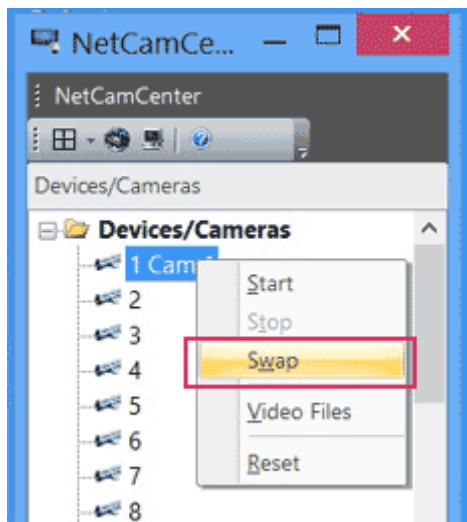 NetCamCe...
NetCamCenter
Devices/Cameras
Devices/Cameras
1 Cam
2
3
4
5
6
7
8
Start
Stop
Swap
Video Files
Reset